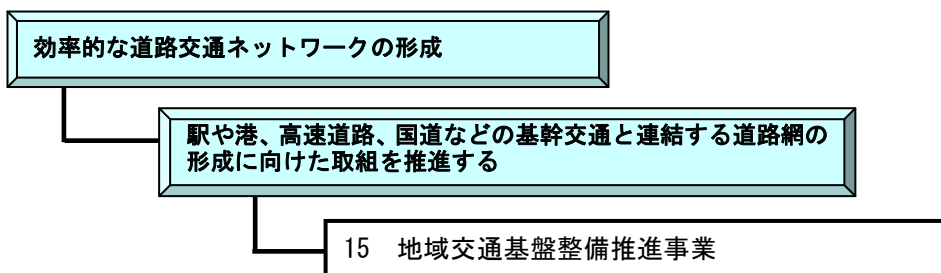 効率的な道路交通ネットワークの形成
駅や港、高速道路、国道などの基幹交通と連結する道路網の
形成に向けた取組を推進する
15 地域交通基盤整備推進事業